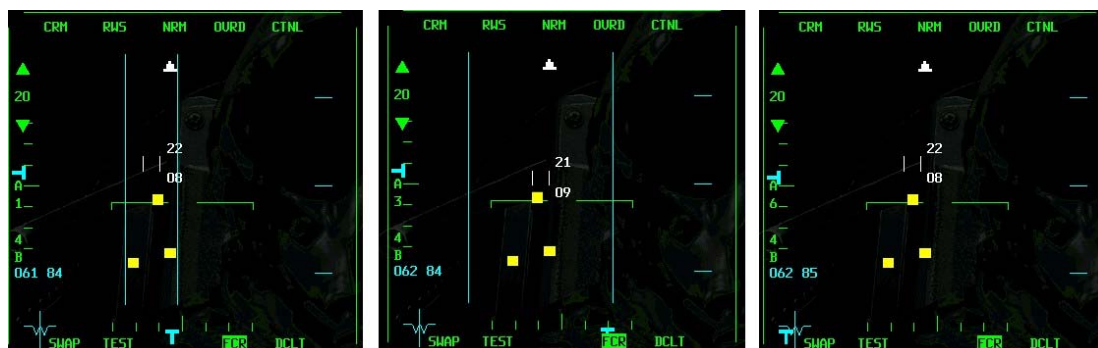 CRM RWS NRM OVRD CTNL
20
22
08
A
1
4
B
061 84
SWAP TEST FCR DCLT
CRM RWS NRM OVRD CTNL
20
21
09
A
3
4
B
062 84
SWAP TEST FCR DCLT
CRM RWS NRM OVRD CTNL
20
22
08
A
6
4
B
062 85
SWAP TEST FCR DCLT